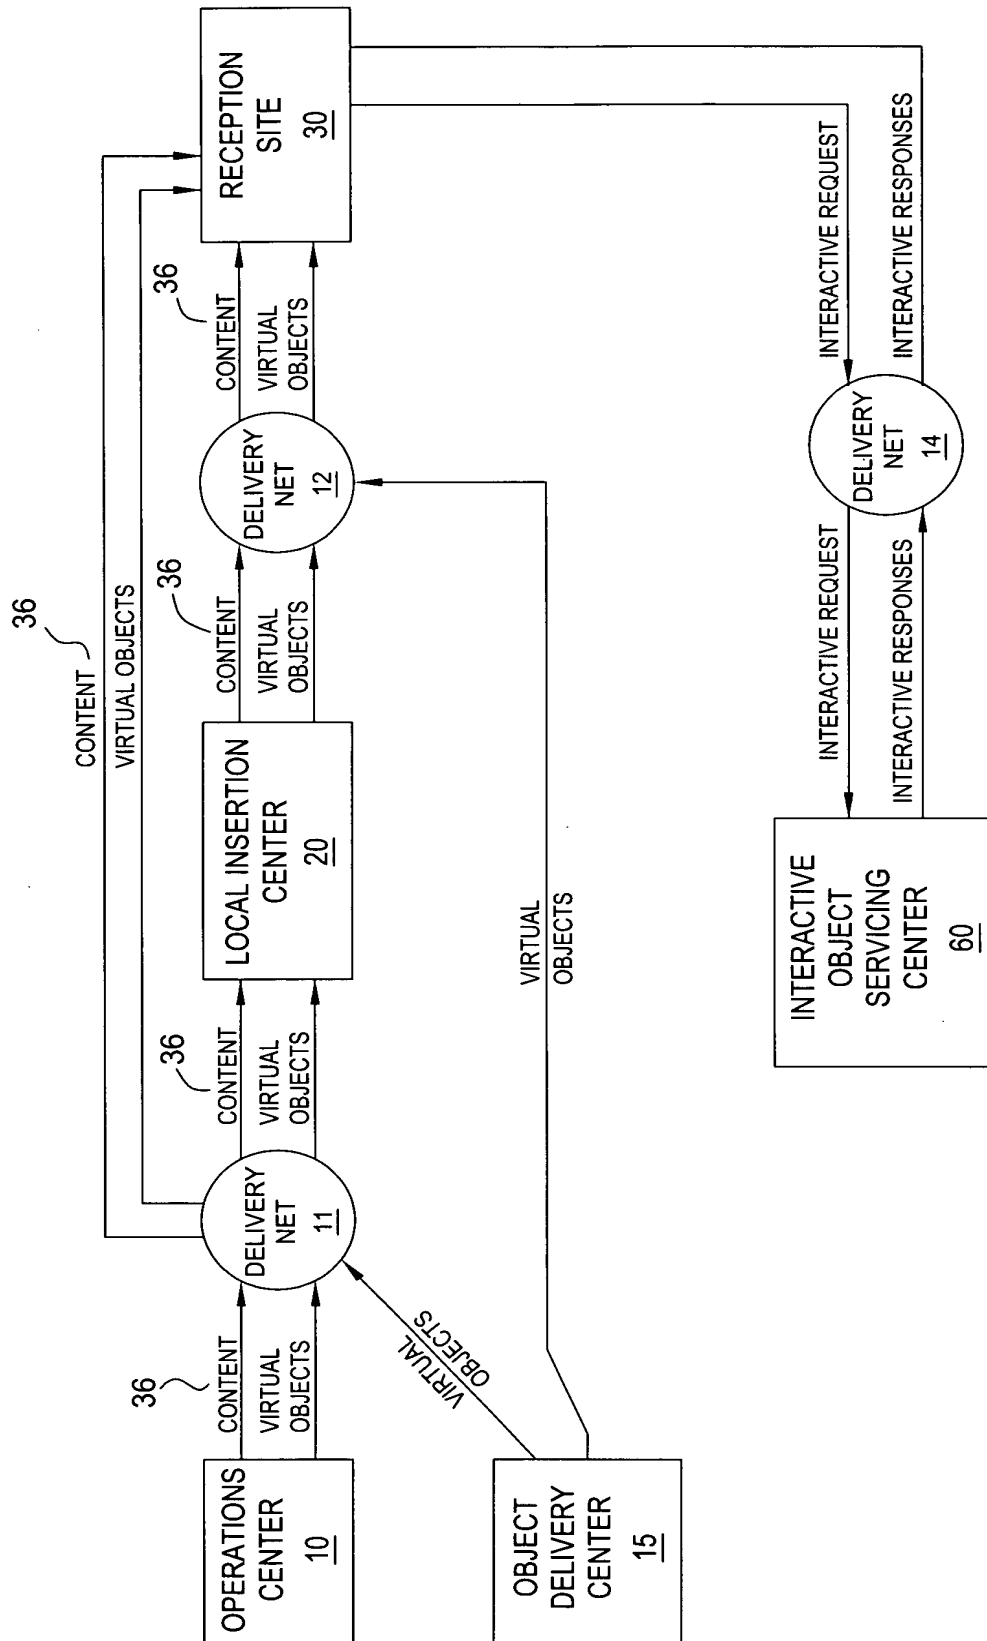 36
CONTENT
VIRTUAL OBJECTS
OPERATIONS
CENTER
10
36
CONTENT
VIRTUAL
OBJECTS
DELIVERY
NET
11
36
CONTENT
VIRTUAL
OBJECTS
LOCAL INSERTION
CENTER
20
36
CONTENT
VIRTUAL
OBJECTS
DELIVERY
NET
12
36
CONTENT
VIRTUAL
OBJECTS
RECEPTION
SITE
30
OBJECT
DELIVERY
CENTER
15
VIRTUAL
OBJECTS
VIRTUAL
OBJECTS
INTERACTIVE
OBJECT
SERVICING
CENTER
60
INTERACTIVE REQUEST
INTERACTIVE RESPONSES
DELIVERY
NET
14
INTERACTIVE REQUEST
INTERACTIVE RESPONSES